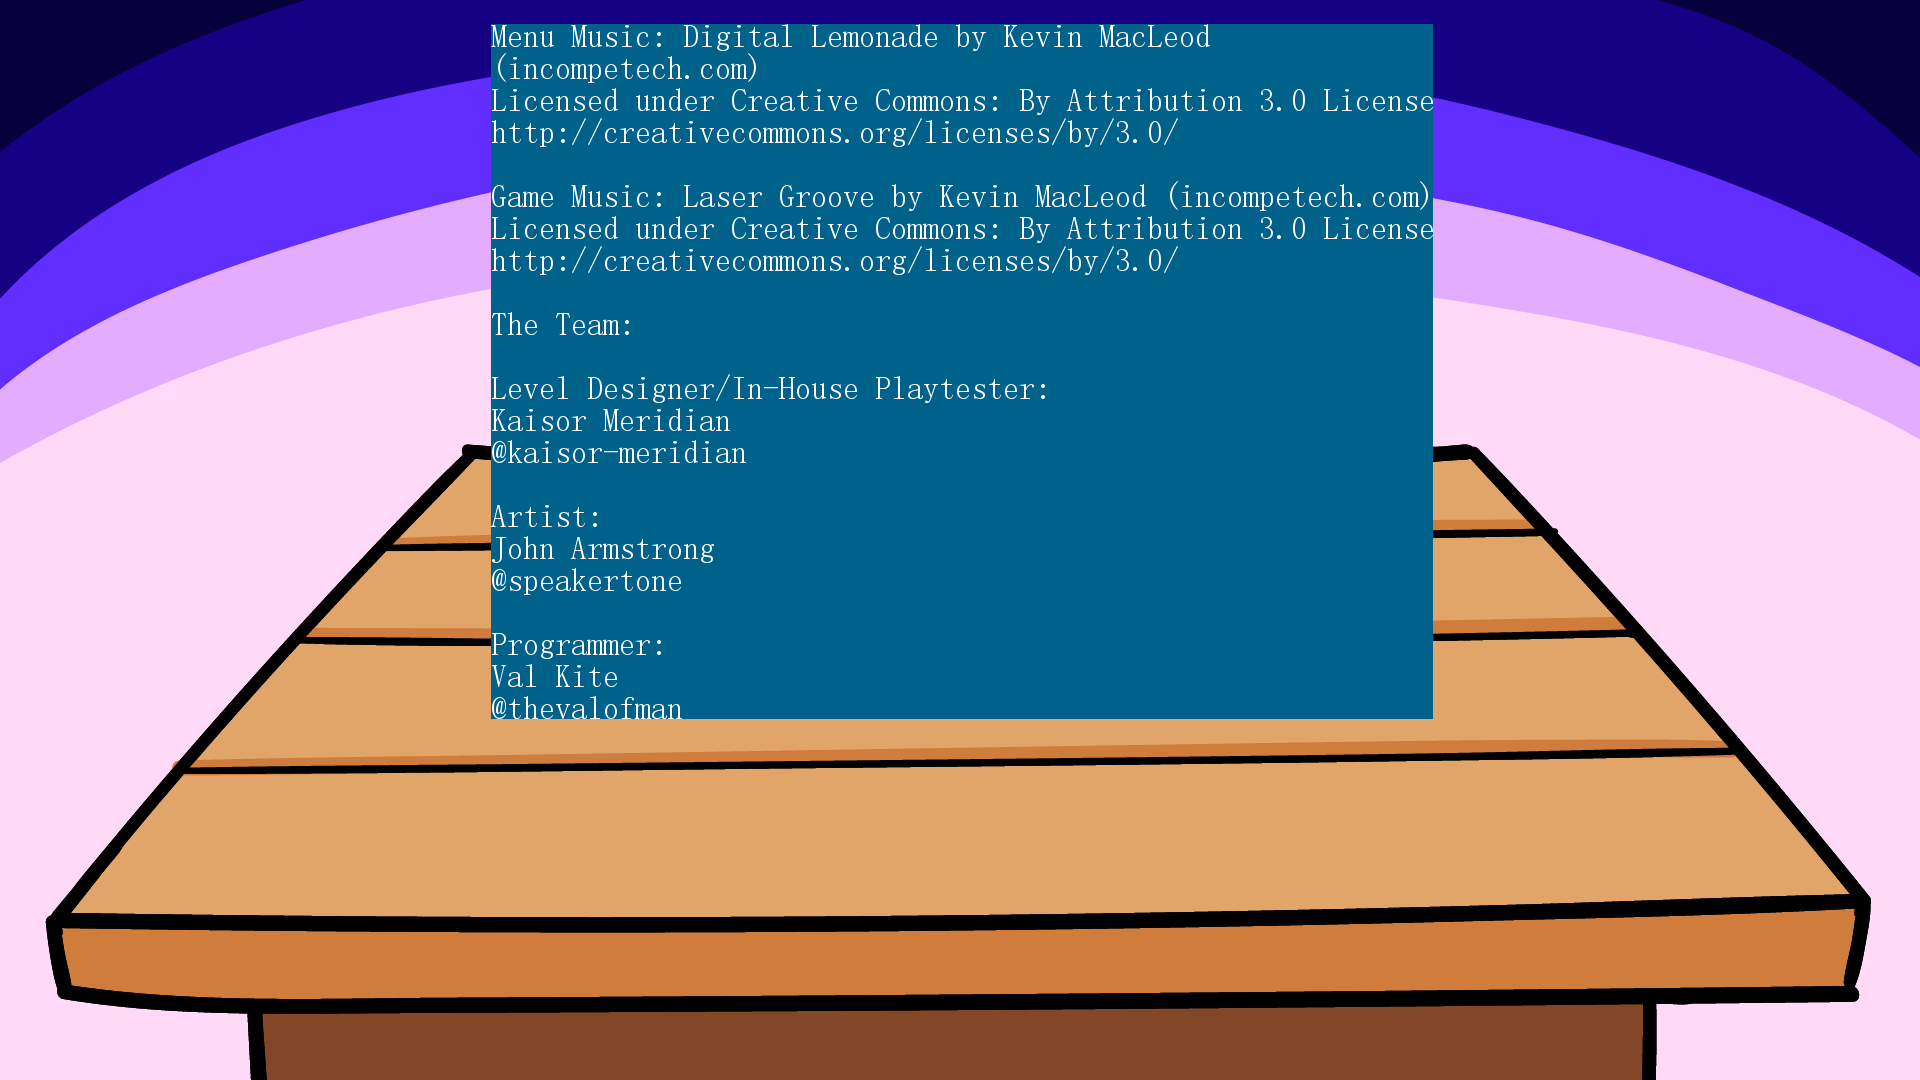 Menu Music: Digital Lemonade by Kevin MacLeod
(incompetech.com)
Licensed under Creative Commons: By Attribution 3.0 License
http://creativecommons.org/licenses/by/3.0/
Game Music: Laser Groove by Kevin MacLeod (incompetech.com)
Licensed under Creative Commons: By Attribution 3.0 License
http://creativecommons.org/licenses/by/3.0/
The Team:
Level Designer/In-House Playtester:
Kaisor Meridian
@kaisor-meridian
Artist:
John Armstrong
@speakertone
Programmer:
Val Kite
@thevalofman